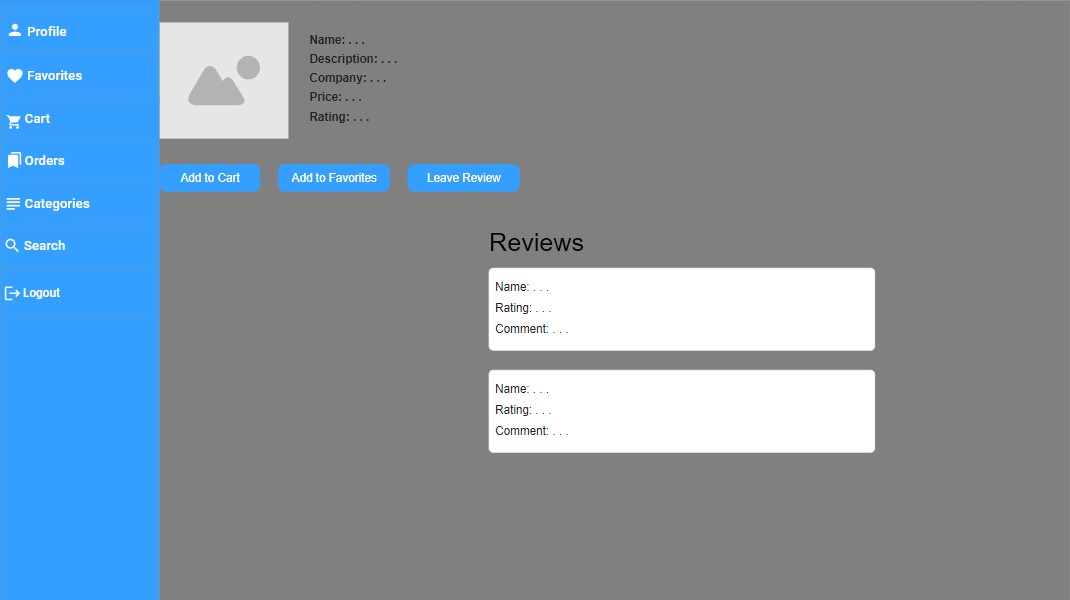 Profile
Favorites
Cart
Orders
Categories
Search
Logout
Name: . . .
Description: . . .
Company: . . .
Price: . . .
Rating: . . .
Add to Cart
Add to Favorites
Leave Review
Reviews
Name: . . .
Rating: . . .
Comment: . . .
Name: . . .
Rating: . . .
Comment: . . .